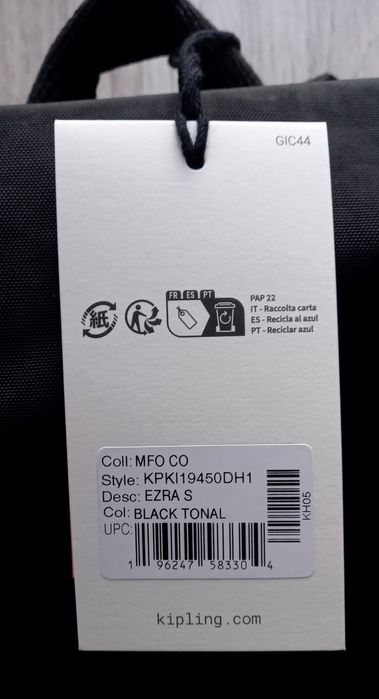 GIC44
紙
FR ES PT
PAP 22
IT - Raccolta carta
ES - Recicla al azul
PT - Reciclar azul
Coll: MFO CO
Style: KPKI19450DH1
Desc: EZRA S
Col: BLACK TONAL
UPC:
1 96247 58330 4
KH05
kipling.com